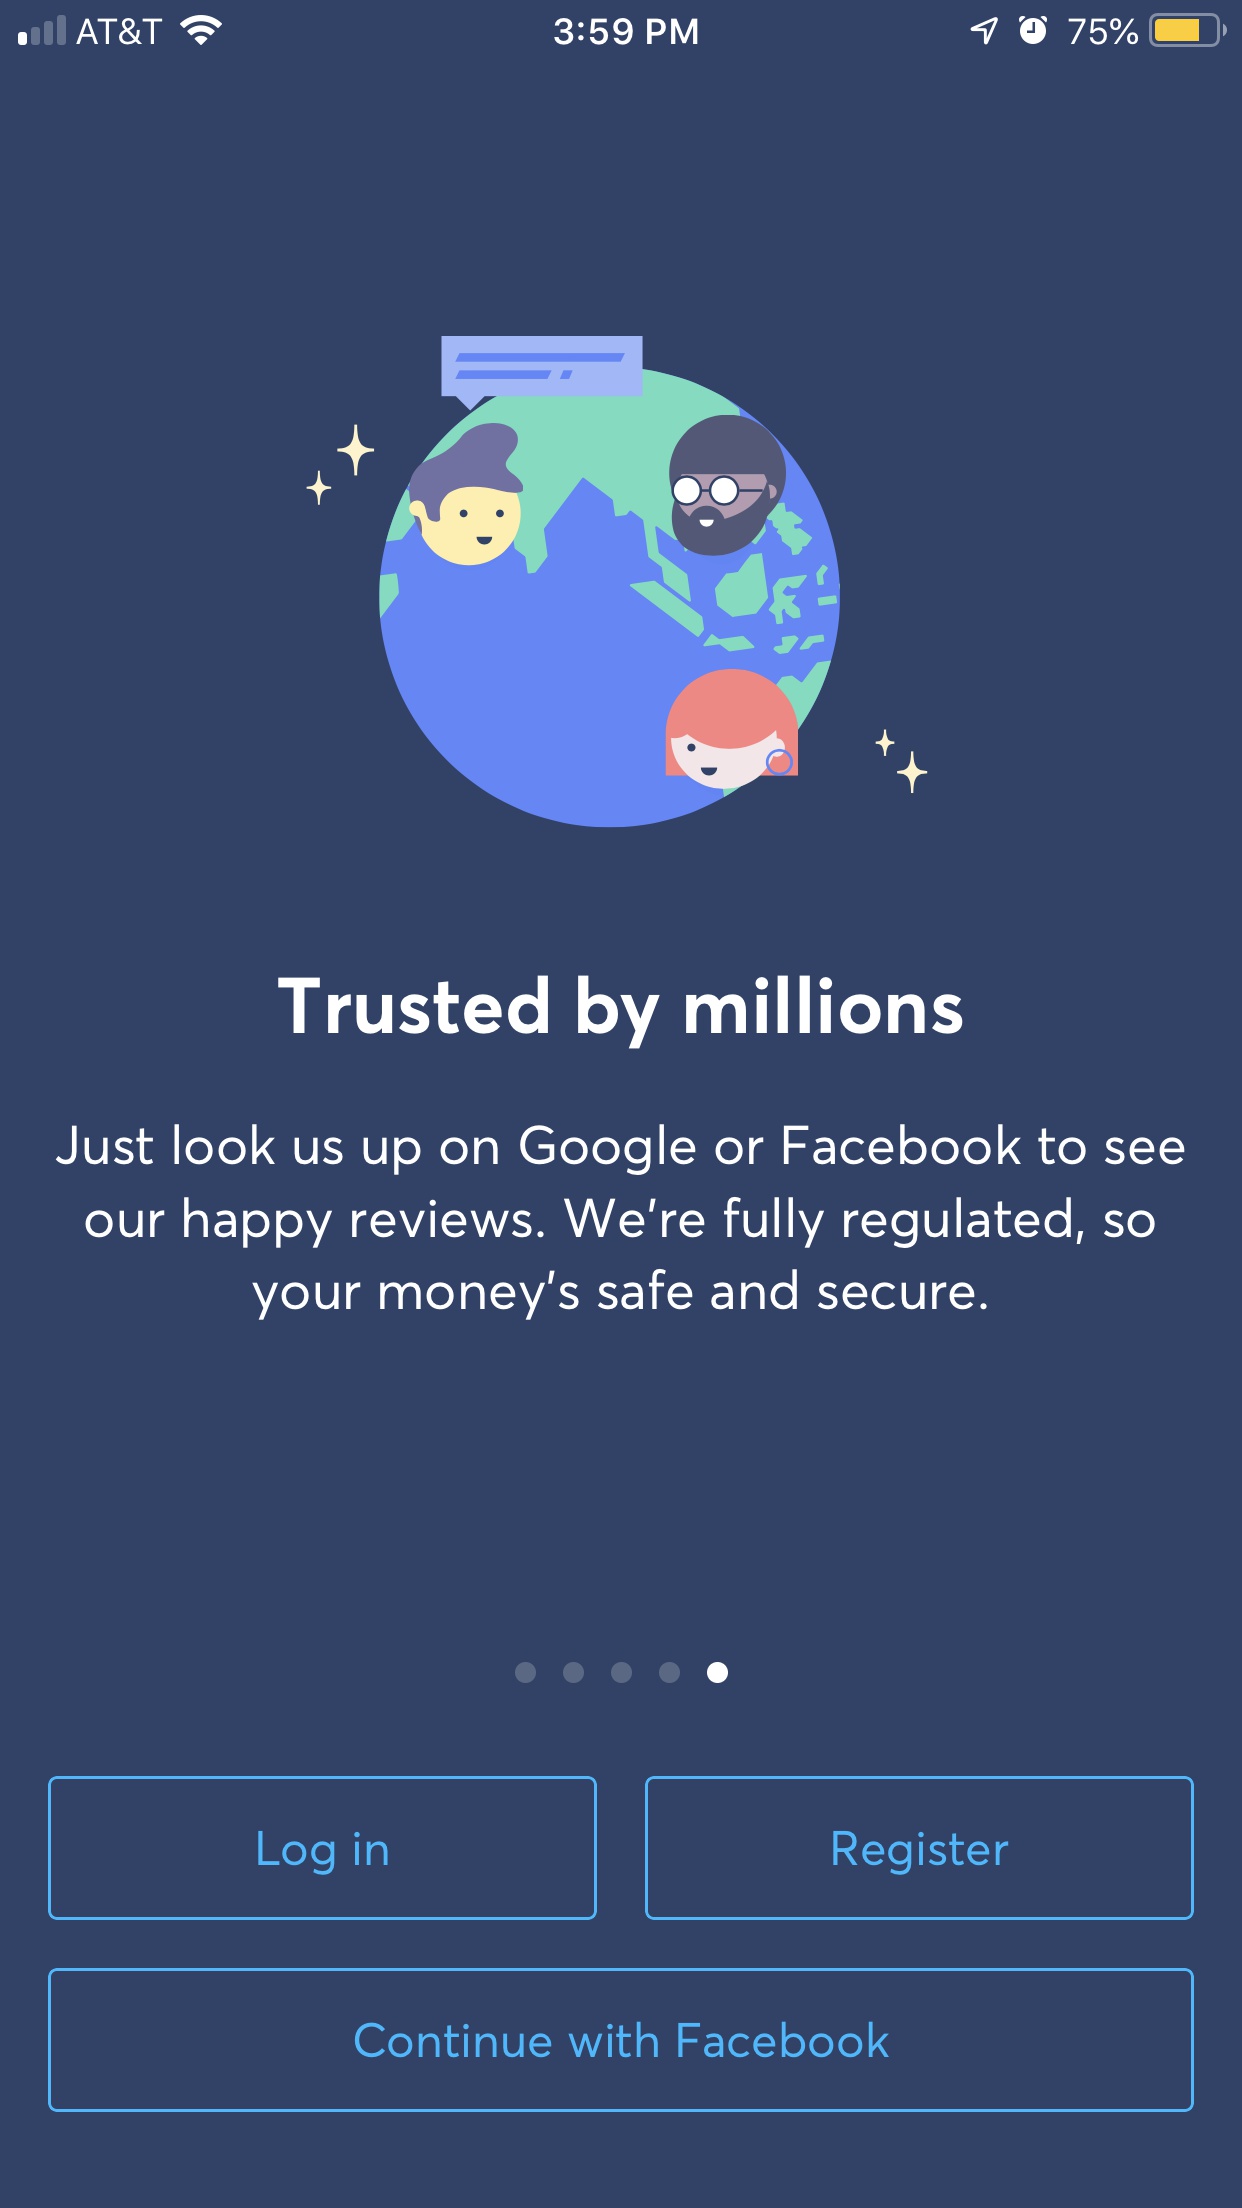 AT&T 3:59 PM 75%
Trusted by millions
Just look us up on Google or Facebook to see
our happy reviews. We're fully regulated, so
your money's safe and secure.
Log in Register
Continue with Facebook